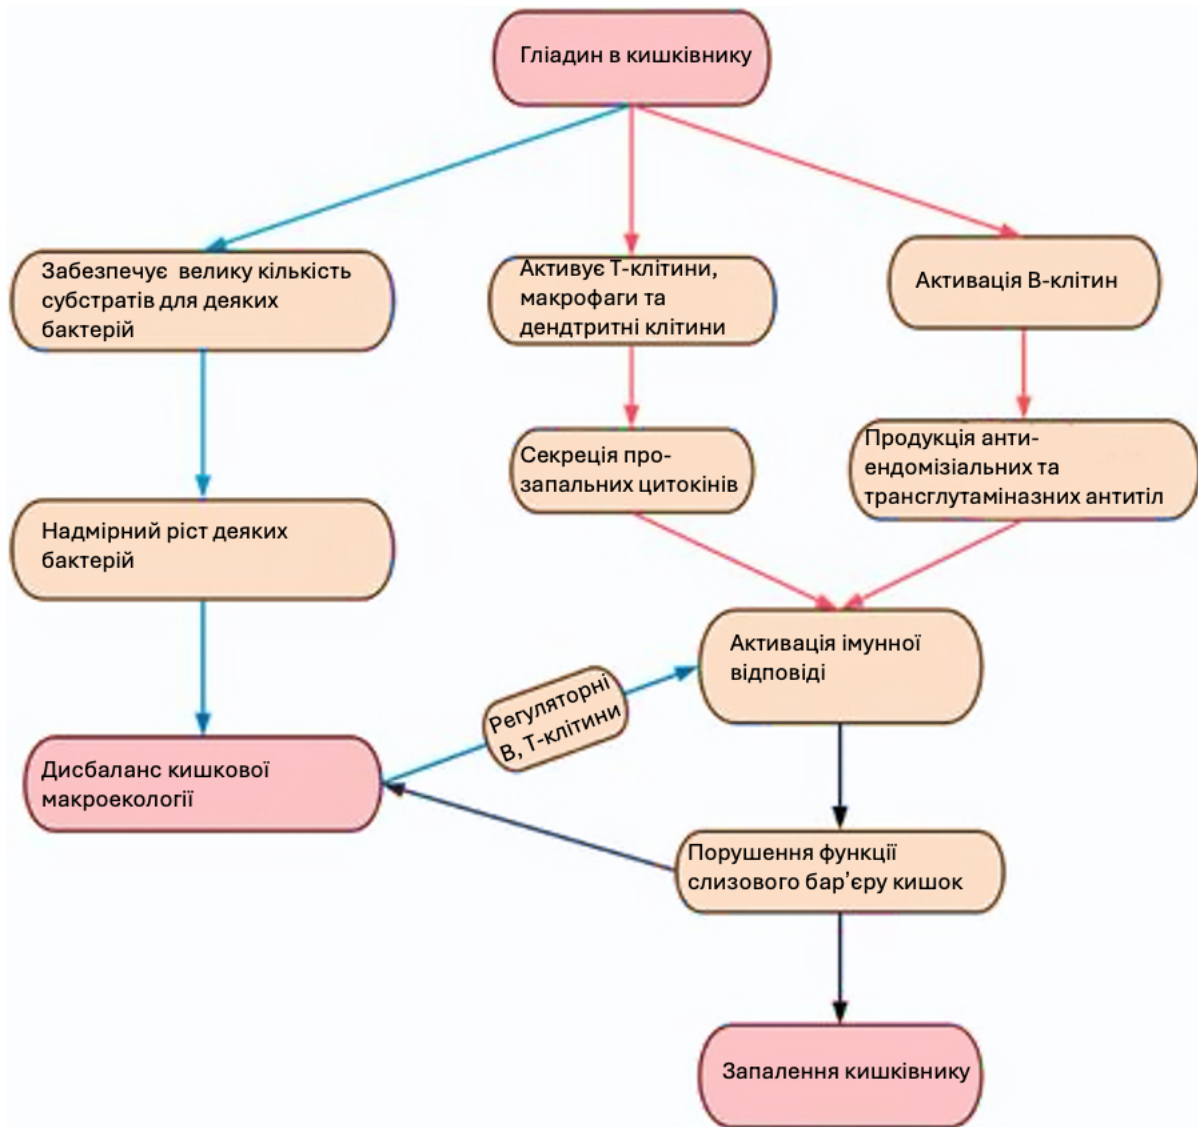 Гліадин в кишківнику
Забезпечує велику кількість
субстратів для деяких
бактерій
Активує Т-клітини,
макрофаги та
дендтритні клітини
Активація В-клітин
Секреція про-
запальних цитокінів
Продукція анти-
ендомізіальних та
трансглутаміназних антитіл
Надмірний ріст деяких
бактерій
Активація імунної
відповіді
Регуляторні
В, Т-клітини
Дисбаланс кишкової
макроекології
Порушення функції
слизового бар’єру кишок
Запалення кишківнику